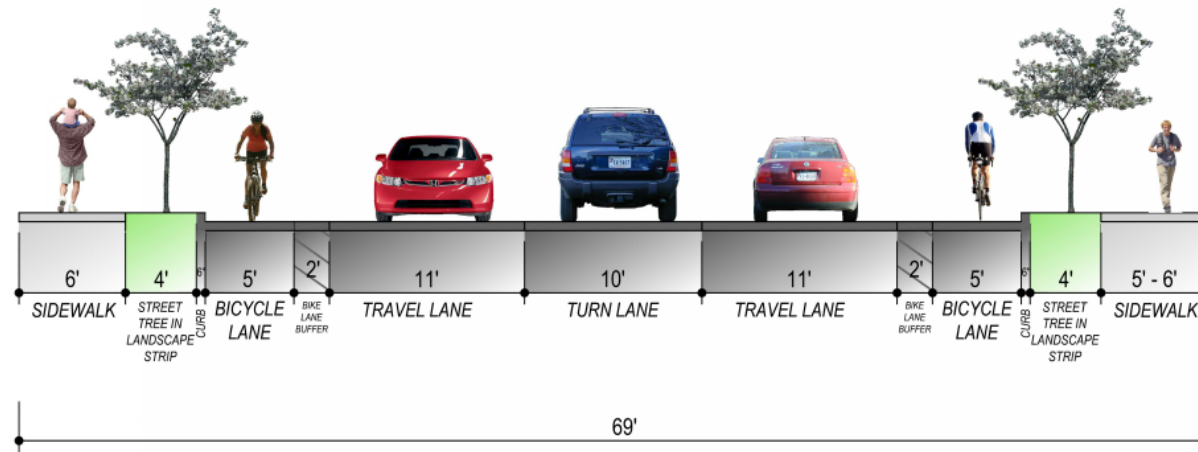 6' 4' 6" 5' 2' 11' 10' 11' 2' 5' 6" 4' 5' - 6'
SIDEWALK
STREET
TREE IN
LANDSCAPE
STRIP
CURB
BICYCLE
LANE
BIKE
LANE
BUFFER
TRAVEL LANE
TURN LANE
TRAVEL LANE
BIKE
LANE
BUFFER
BICYCLE
LANE
CURB
STREET
TREE IN
LANDSCAPE
STRIP
SIDEWALK
69'